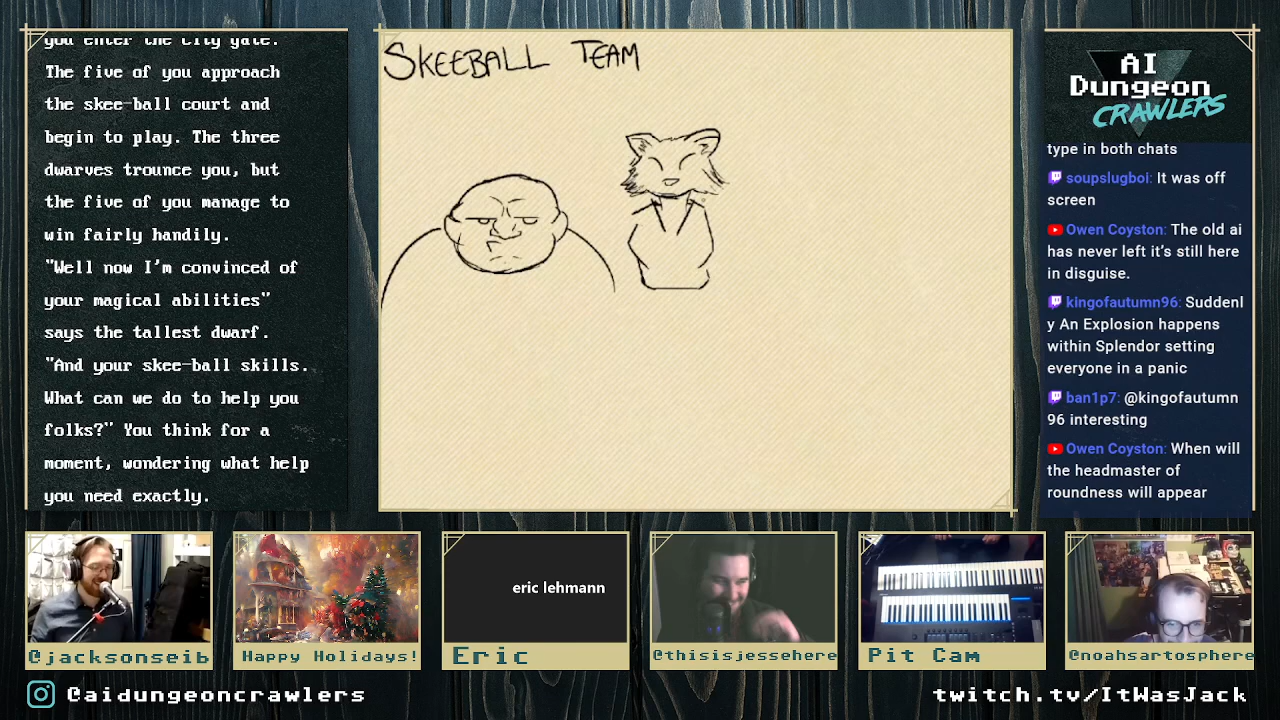 you enter the city gate.
The five of you approach
the skee-ball court and
begin to play. The three
dwarves trounce you, but
the five of you manage to
win fairly handily.
"Well now I'm convinced of
your magical abilities"
says the tallest dwarf.
"And your skee-ball skills.
What can we do to help you
folks?" You think for a
moment, wondering what help
you need exactly.
SKEEBALL TEAM
AI
Dungeon
CRAWLERS
type in both chats
soupslugboi: It was off
screen
Owen Coyston: The old ai
has never left it's still here
in disguise.
kingofautumn96: Suddenl
y An Explosion happens
within Splendor setting
everyone in a panic
ban1p7: @kingofautumn
96 interesting
Owen Coyston: When will
the headmaster of
roundness will appear
eric lehmann
@jacksonseib
Happy Holidays!
Eric
@thisisjessehere
Pit Cam
@noahsartosphere
@aidungeoncrawlers
twitch.tv/ItWasJack